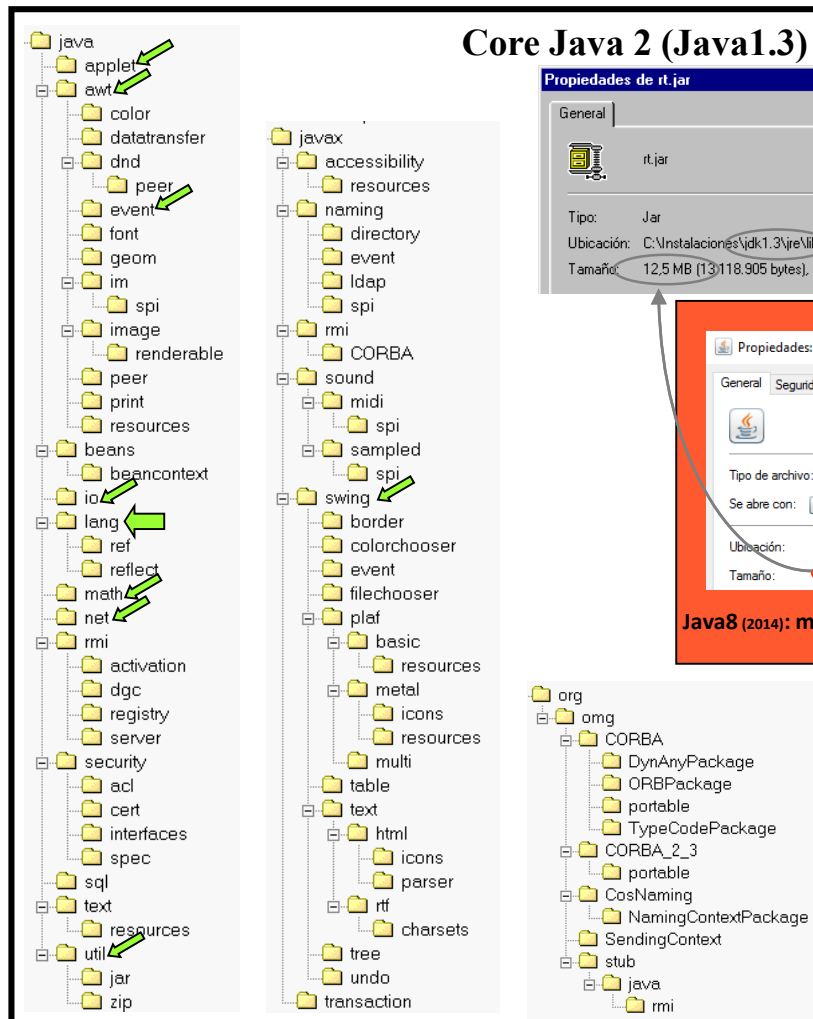 Core Java 2 (Java1.3)
java
applet
awt
color
datatransfer
dnd
peer
event
font
geom
im
spi
image
renderable
peer
print
resources
beans
beancontext
io
lang
ref
reflect
math
net
rmi
activation
dgc
registry
server
security
acl
cert
interfaces
spec
sql
text
resources
util
jar
zip
javax
accessibility
resources
naming
directory
event
ldap
spi
rmi
CORBA
sound
midi
spi
sampled
spi
swing
border
colorchooser
event
filechooser
plaf
basic
resources
metal
icons
resources
multi
table
text
html
icons
parser
rtf
charsets
tree
undo
transaction
Propiedades de rt.jar
General
rt.jar
Tipo: Jar
Ubicación: C:\Instalaciones\jdk1.3\jre\lib
Tamaño: 12,5 MB (13.118.905 bytes),
Propiedades:
General Segurid
Tipo de archivo:
Se abre con:
Ubicación:
Tamaño:
Java8 (2014): m
org
omg
CORBA
DynAnyPackage
ORBPackage
portable
TypeCodePackage
CORBA_2_3
portable
CosNaming
NamingContextPackage
SendingContext
stub
java
rmi